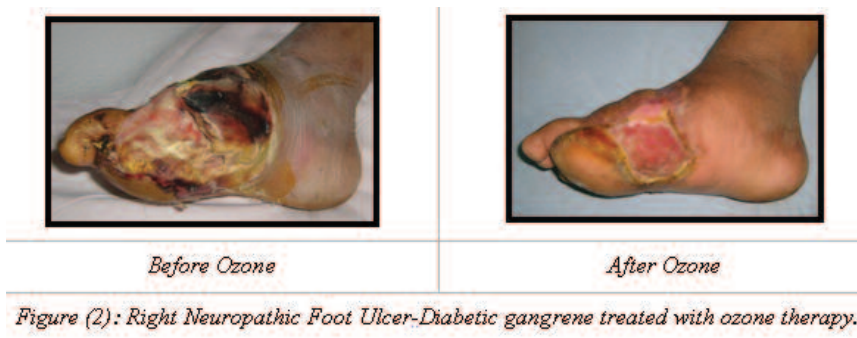 Before Ozone
After Ozone
Figure (2): Right Neuropathic Foot Ulcer-Diabetic gangrene treated with ozone therapy.